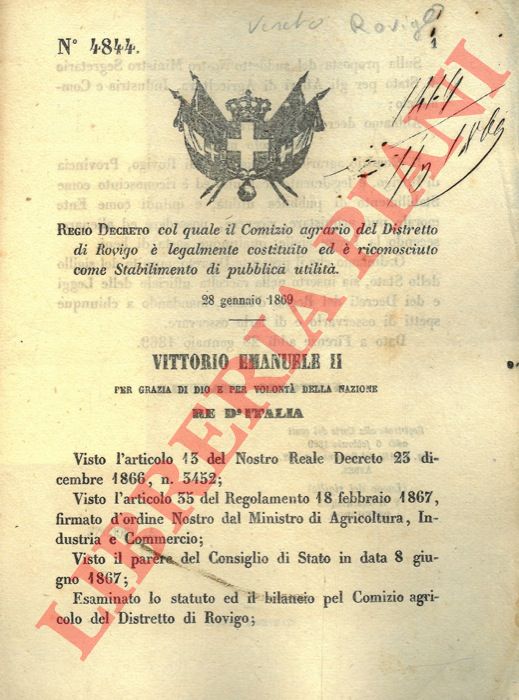 Veneto Rovigo
N° 4844.
1
REGIO DECRETO col quale il Comizio agrario del Distretto
di Rovigo è legalmente costituito ed è riconosciuto
come Stabilimento di pubblica utilità.
28 gennaio 1869
VITTORIO EMANUELE II
PER GRAZIA DI DIO E PER VOLONTÀ DELLA NAZIONE
RE D'ITALIA
Visto l'articolo 13 del Nostro Reale Decreto 23 di-
cembre 1866, n. 3452;
Visto l'articolo 35 del Regolamento 18 febbraio 1867,
firmato d'ordine Nostro dal Ministro di Agricoltura, In-
dustria e Commercio;
Visto il parere del Consiglio di Stato in data 8 giu-
gno 1867;
Esaminato lo statuto ed il bilancio pel Comizio agri-
colo del Distretto di Rovigo;
LIBRERIA PIANI